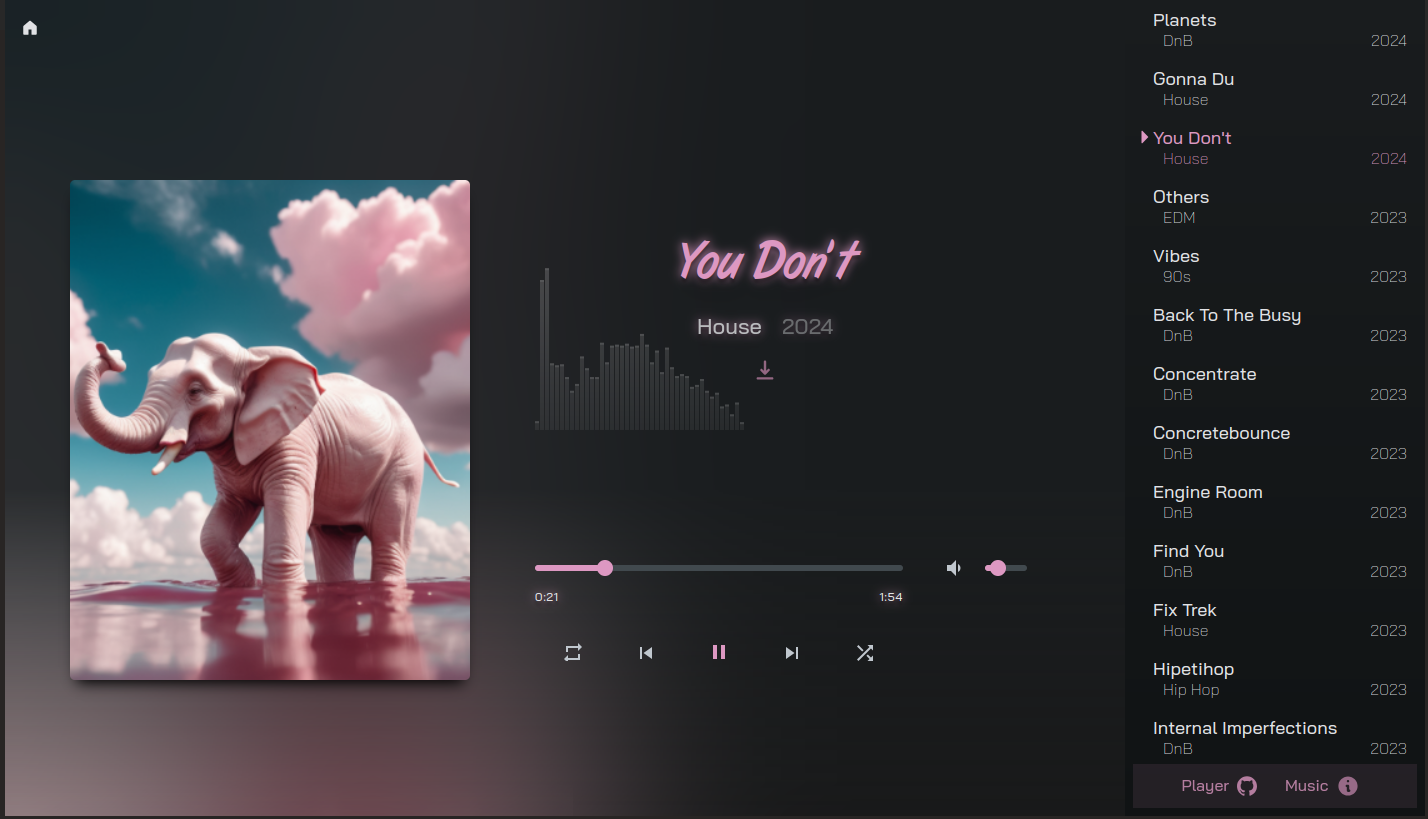 You Don't
House 2024
0:21 1:54
Planets
DnB 2024
Gonna Du
House 2024
You Don't
House 2024
Others
EDM 2023
Vibes
90s 2023
Back To The Busy
DnB 2023
Concentrate
DnB 2023
Concretebounce
DnB 2023
Engine Room
DnB 2023
Find You
DnB 2023
Fix Trek
House 2023
Hipetihop
Hip Hop 2023
Internal Imperfections
DnB 2023
Player Music